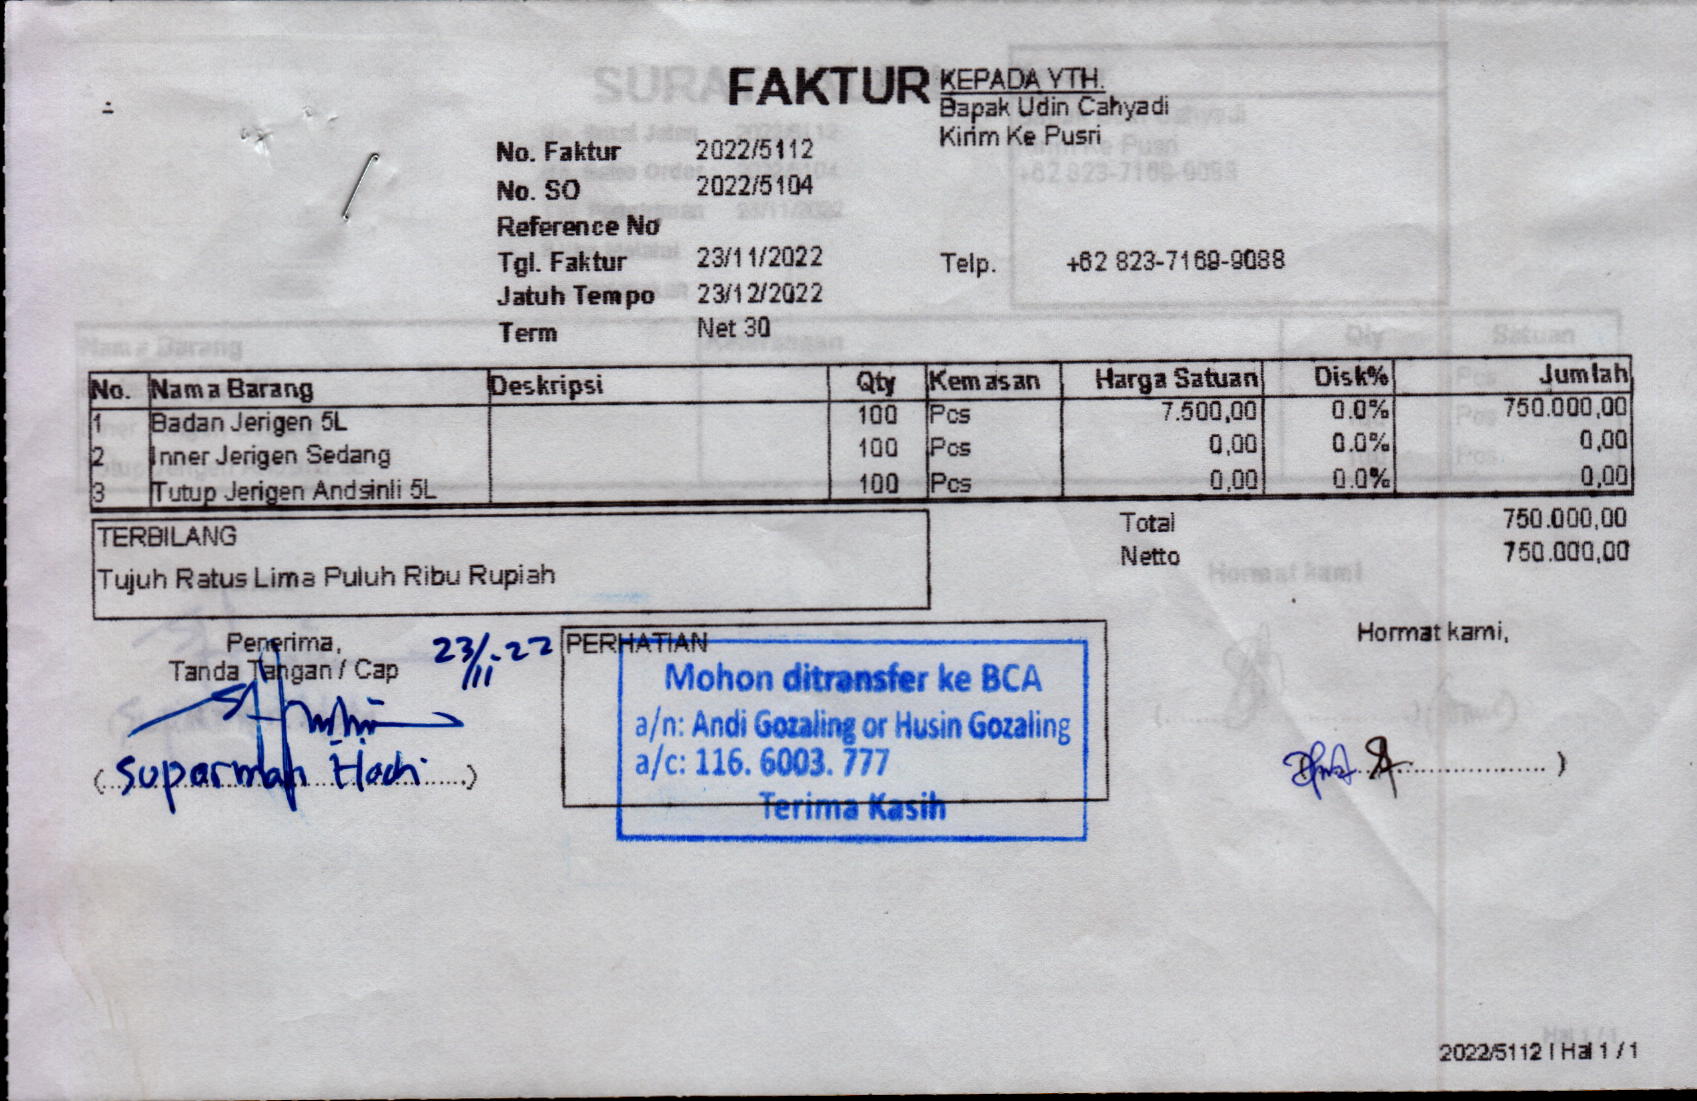 FAKTUR
KEPADA YTH.
Bapak Udin Cahyadi
Kirim Ke Pusri
No. Faktur 2022/5112
No. SO 2022/5104
Reference No
Tgl. Faktur 23/11/2022
Telp. +62 823-7169-9088
Jatuh Tempo 23/12/2022
Term Net 30
No. Nama Barang Deskripsi Qty Kemasan Harga Satuan Disk% Jumlah
1 Badan Jerigen 5L 100 Pcs 7.500,00 0.0% 750.000,00
2 Inner Jerigen Sedang 100 Pcs 0,00 0.0% 0,00
3 Tutup Jerigen Andsinli 5L 100 Pcs 0,00 0.0% 0,00
TERBILANG
Tujuh Ratus Lima Puluh Ribu Rupiah
Total 750.000,00
Netto 750.000,00
Penerima,
Tanda Tangan / Cap
23/11-22
Suparman Hadi
PERHATIAN
Mohon ditransfer ke BCA
a/n: Andi Gozaling or Husin Gozaling
a/c: 116. 6003. 777
Terima Kasih
Hormat kami,
2022/5112 | Hal 1 / 1